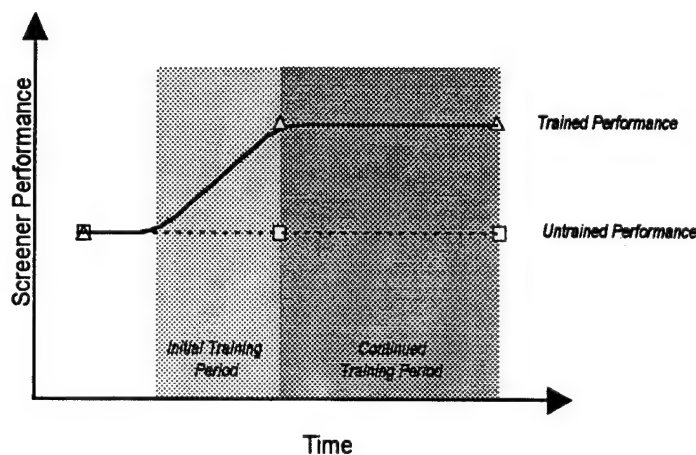 Screener Performance
Trained Performance
Untrained Performance
Initial Training
Period
Continued
Training Period
Time